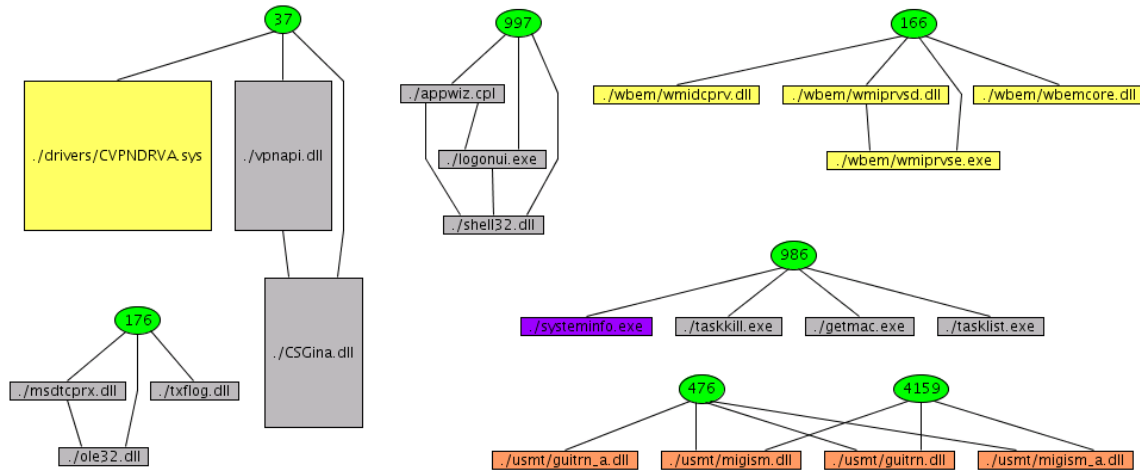 37
./drivers/CVPNDRVA.sys
./vpnapi.dll
./CSGina.dll
997
./appwiz.cpl
./logonui.exe
./shell32.dll
166
./wbem/wmidcprv.dll
./wbem/wmiprvsd.dll
./wbem/wbemcore.dll
./wbem/wmiprvse.exe
176
./msdtcprx.dll
./txflog.dll
./ole32.dll
986
./systeminfo.exe
./taskkill.exe
./getmac.exe
./tasklist.exe
476
4159
./usmt/guitrn_a.dll
./usmt/migism.dll
./usmt/guitrn.dll
./usmt/migism_a.dll